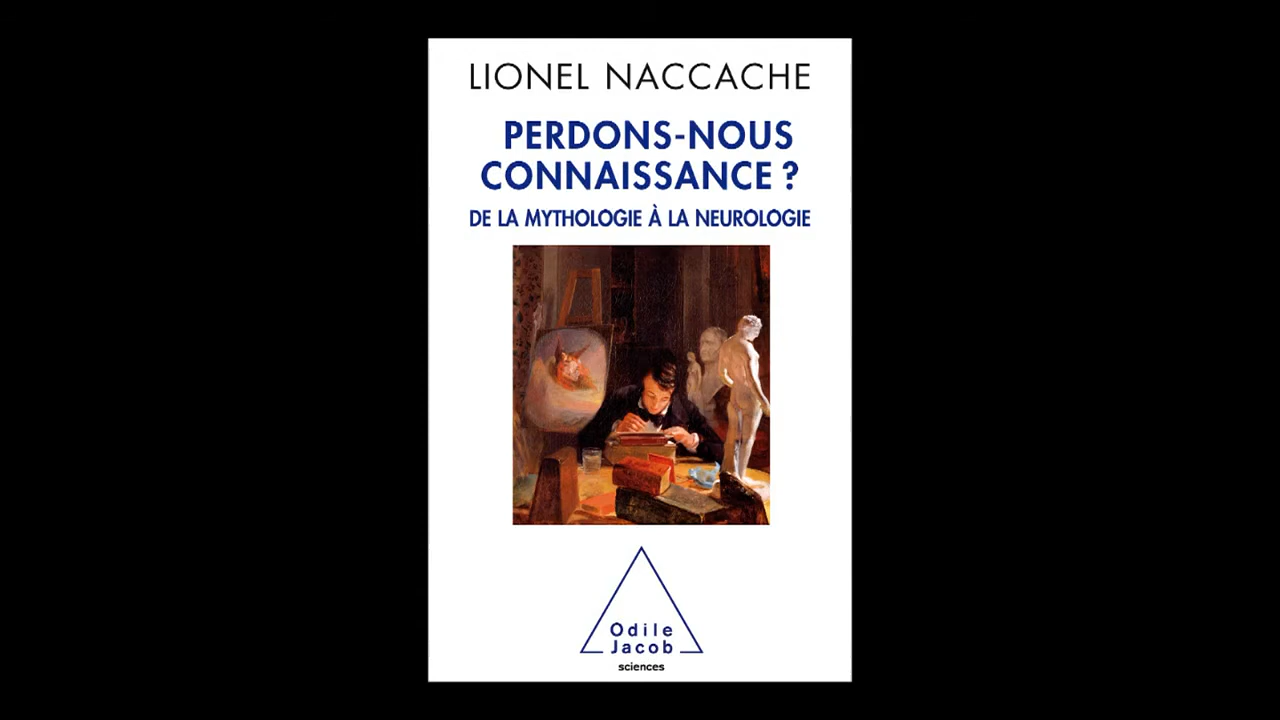 LIONEL NACCACHE
PERDONS-NOUS
CONNAISSANCE ?
DE LA MYTHOLOGIE À LA NEUROLOGIE
Odile
Jacob
sciences